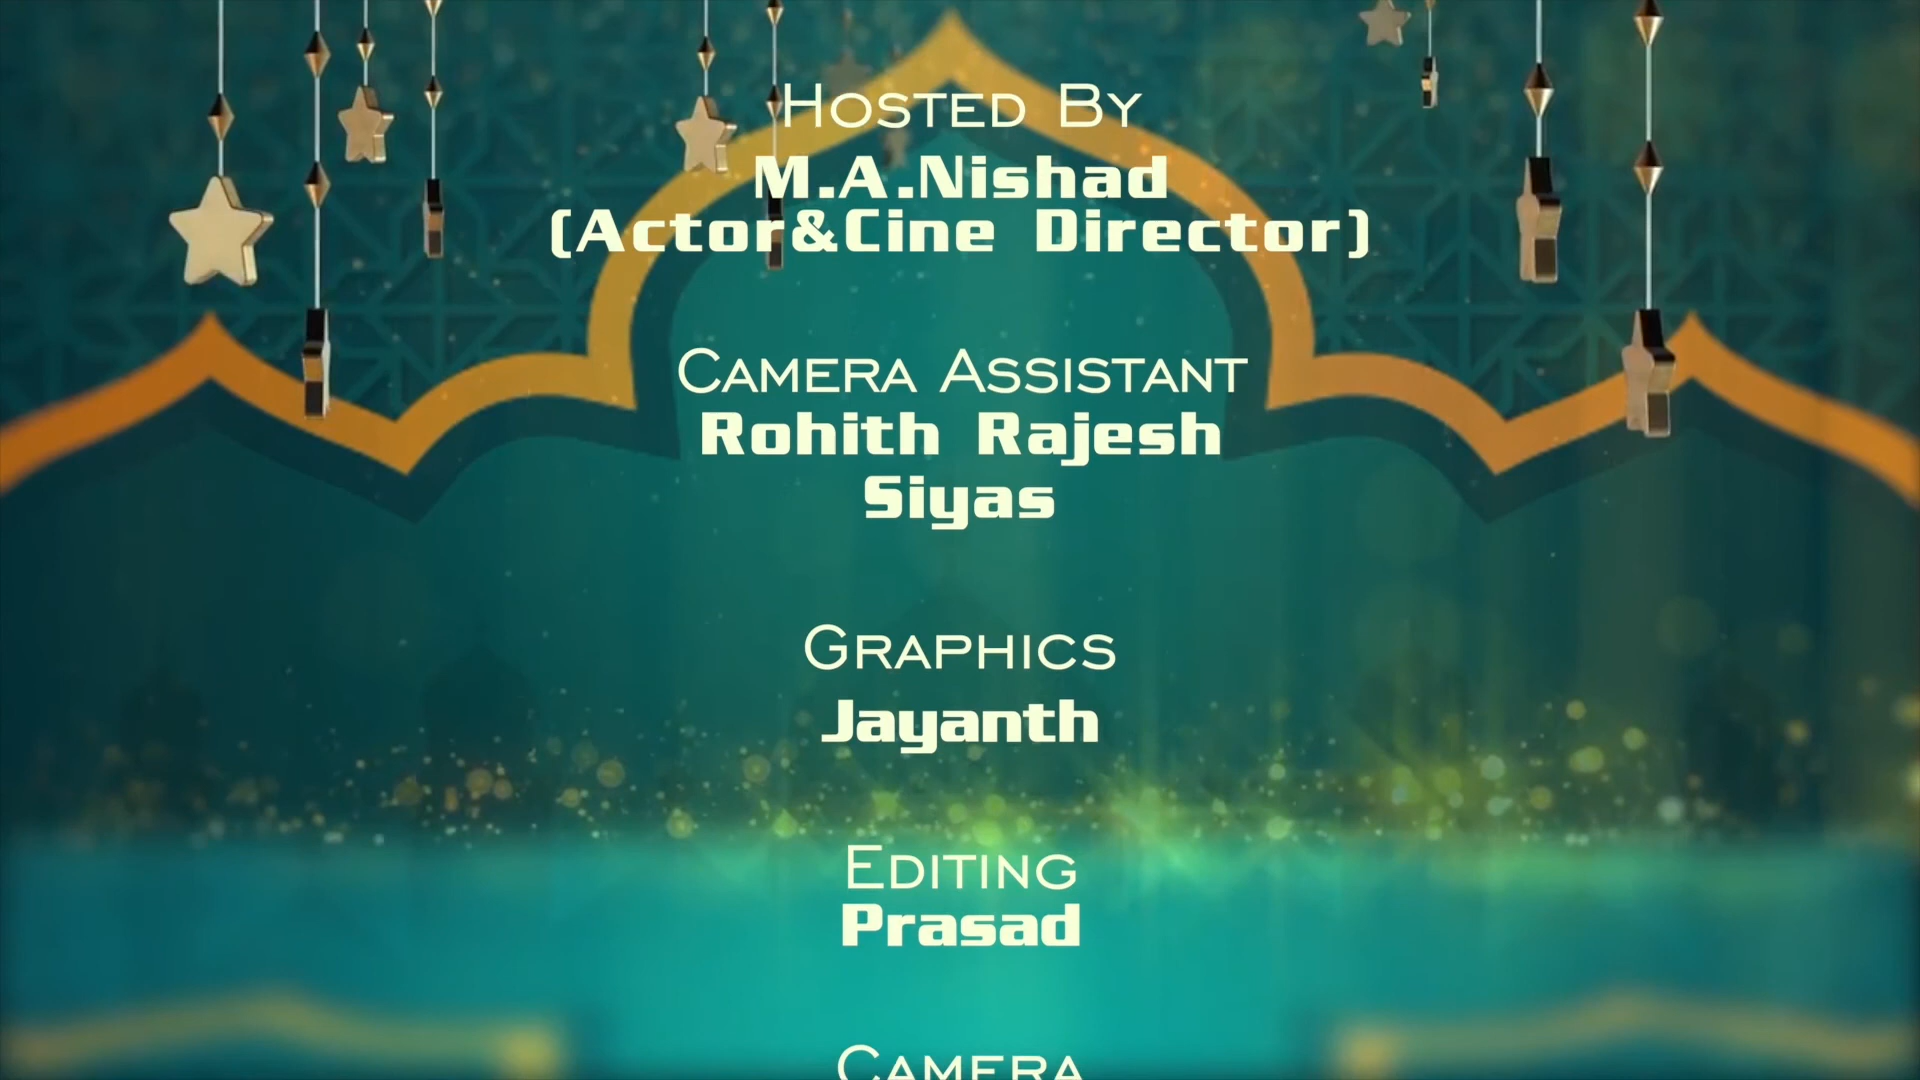 Hosted By
M.A.Nishad
(Actor&Cine Director)
Camera Assistant
Rohith Rajesh
Siyas
Graphics
Jayanth
Editing
Prasad
Camera